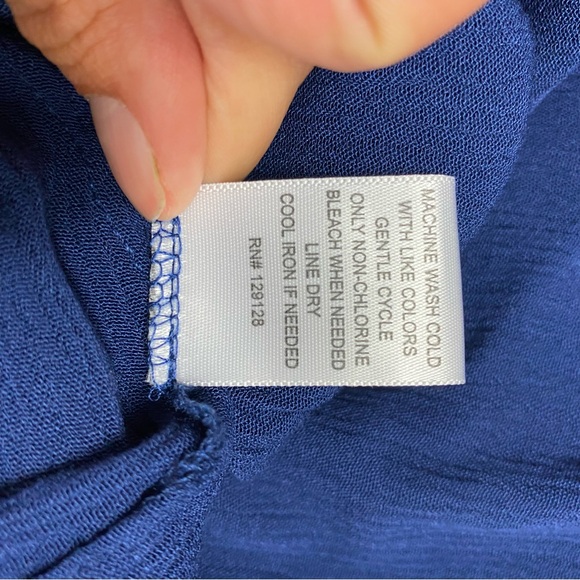 MACHINE WASH COLD
WITH LIKE COLORS
GENTLE CYCLE
ONLY NON-CHLORINE
BLEACH WHEN NEEDED
LINE DRY
COOL IRON IF NEEDED
RN# 129128